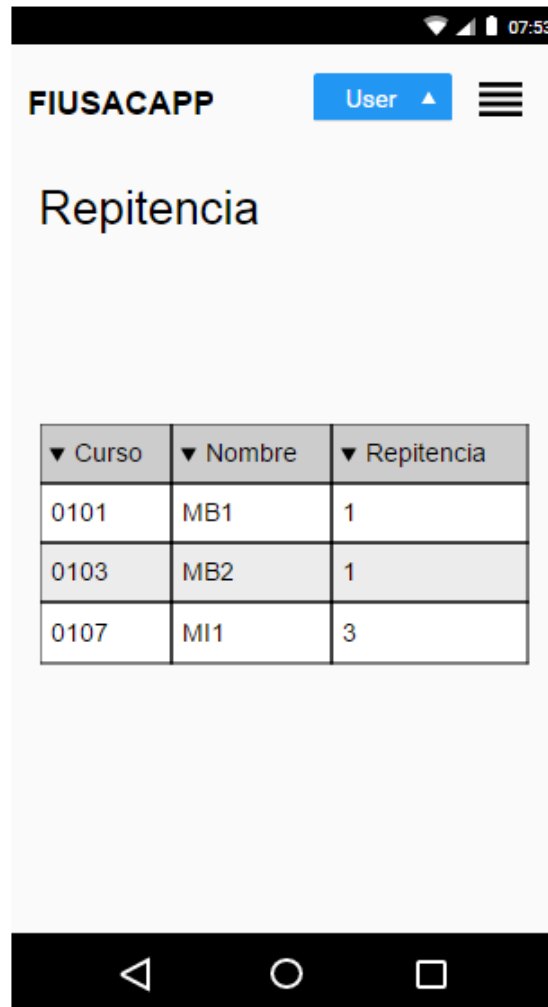 07:53
FIUSACAPP User
Repitencia
Curso Nombre Repitencia
0101 MB1 1
0103 MB2 1
0107 MI1 3